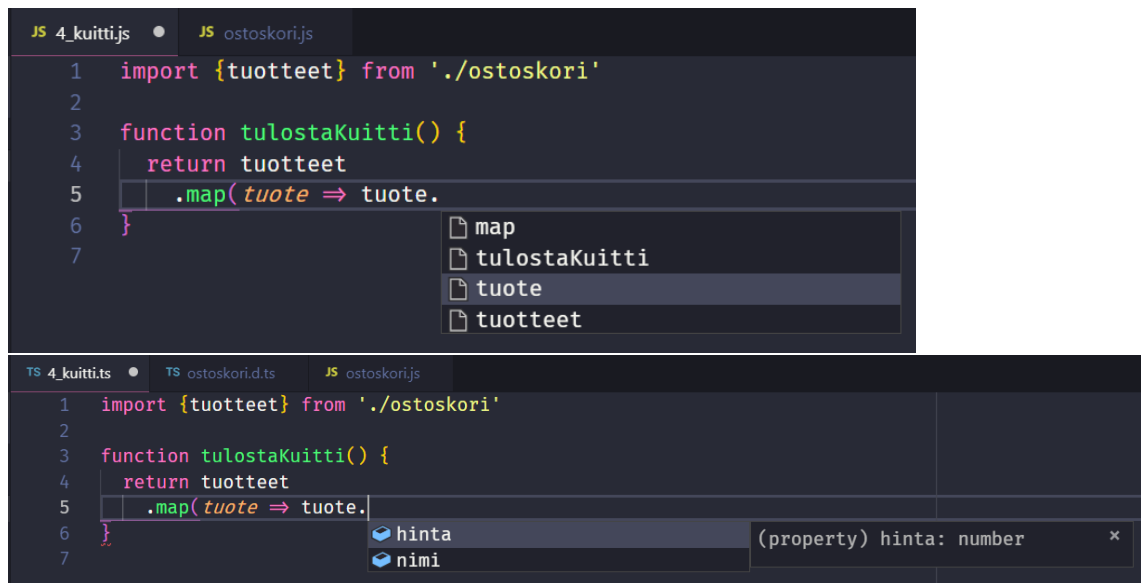 JS 4_kuitti.js ● JS ostoskori.js
1 import {tuotteet} from './ostoskori'
2
3 function tulostaKuitti() {
4 return tuotteet
5 .map(tuote ⇒ tuote.
6 }
7
map
tulostaKuitti
tuote
tuotteet
TS 4_kuitti.ts ● TS ostoskori.d.ts JS ostoskori.js
1 import {tuotteet} from './ostoskori'
2
3 function tulostaKuitti() {
4 return tuotteet
5 .map(tuote ⇒ tuote.
6 }
7
hinta
nimi
(property) hinta: number ×